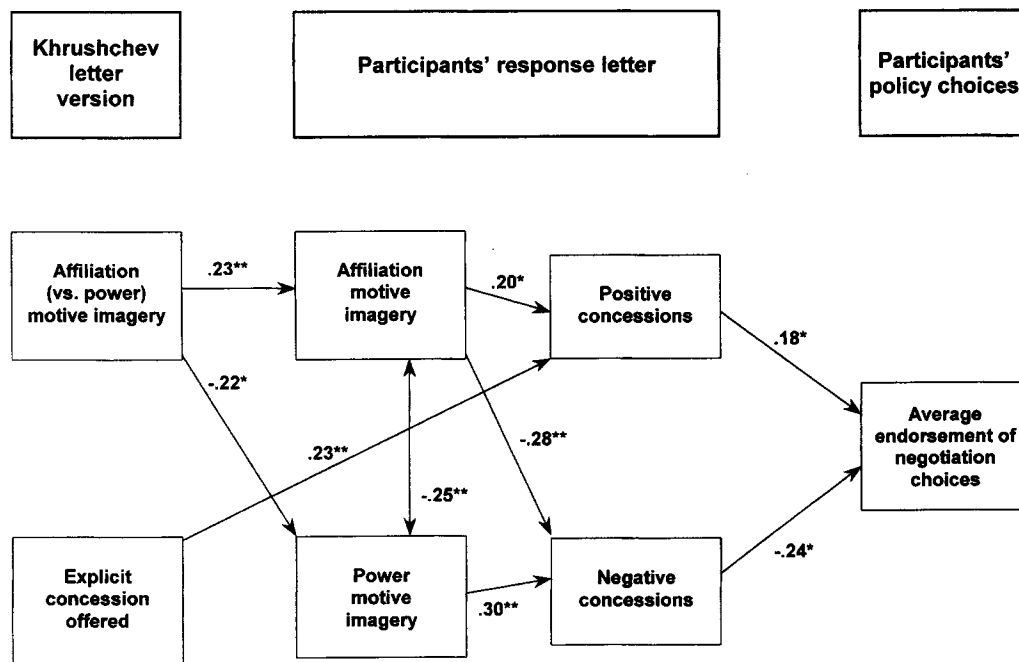 Khrushchev
letter
version
Participants' response letter
Participants'
policy choices
Affiliation
(vs. power)
motive imagery
.23**
Affiliation
motive
imagery
.20*
Positive
concessions
.18*
-.22*
.23**
-.25**
-.28**
Average
endorsement of
negotiation
choices
-.24*
Explicit
concession
offered
Power
motive
imagery
.30**
Negative
concessions